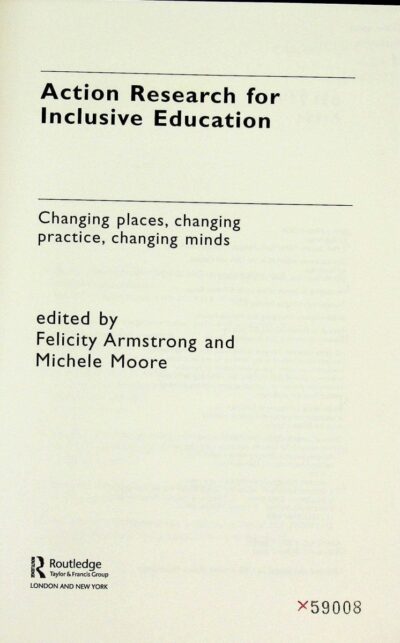 Action Research for
Inclusive Education
Changing places, changing
practice, changing minds
edited by
Felicity Armstrong and
Michele Moore
Routledge
Taylor & Francis Group
LONDON AND NEW YORK
×59008